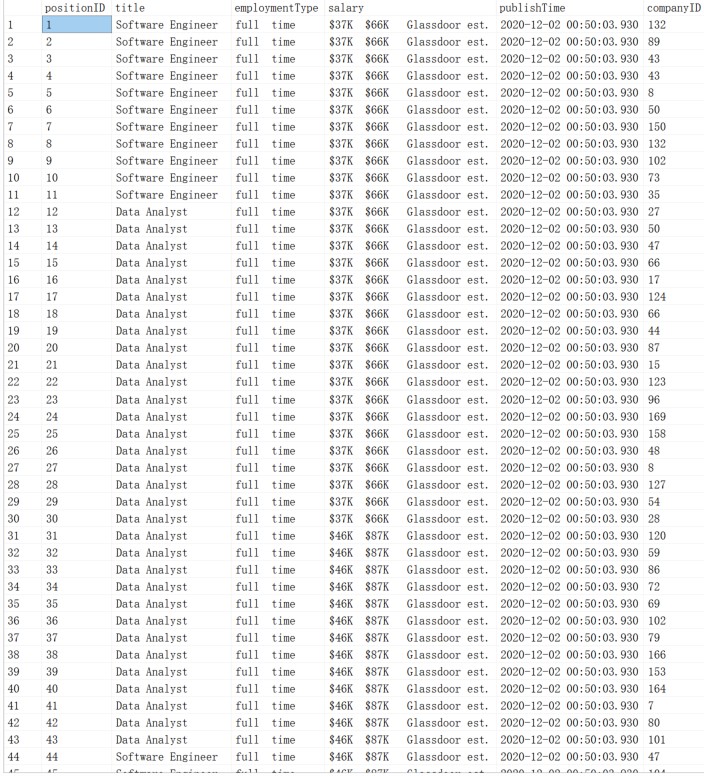 positionID title employmentType salary publishTime companyID
1 1 Software Engineer full time $37K $66K Glassdoor est. 2020-12-02 00:50:03.930 132
2 2 Software Engineer full time $37K $66K Glassdoor est. 2020-12-02 00:50:03.930 89
3 3 Software Engineer full time $37K $66K Glassdoor est. 2020-12-02 00:50:03.930 43
4 4 Software Engineer full time $37K $66K Glassdoor est. 2020-12-02 00:50:03.930 43
5 5 Software Engineer full time $37K $66K Glassdoor est. 2020-12-02 00:50:03.930 8
6 6 Software Engineer full time $37K $66K Glassdoor est. 2020-12-02 00:50:03.930 50
7 7 Software Engineer full time $37K $66K Glassdoor est. 2020-12-02 00:50:03.930 150
8 8 Software Engineer full time $37K $66K Glassdoor est. 2020-12-02 00:50:03.930 132
9 9 Software Engineer full time $37K $66K Glassdoor est. 2020-12-02 00:50:03.930 102
10 10 Software Engineer full time $37K $66K Glassdoor est. 2020-12-02 00:50:03.930 73
11 11 Software Engineer full time $37K $66K Glassdoor est. 2020-12-02 00:50:03.930 35
12 12 Data Analyst full time $37K $66K Glassdoor est. 2020-12-02 00:50:03.930 27
13 13 Data Analyst full time $37K $66K Glassdoor est. 2020-12-02 00:50:03.930 50
14 14 Data Analyst full time $37K $66K Glassdoor est. 2020-12-02 00:50:03.930 47
15 15 Data Analyst full time $37K $66K Glassdoor est. 2020-12-02 00:50:03.930 66
16 16 Data Analyst full time $37K $66K Glassdoor est. 2020-12-02 00:50:03.930 17
17 17 Data Analyst full time $37K $66K Glassdoor est. 2020-12-02 00:50:03.930 124
18 18 Data Analyst full time $37K $66K Glassdoor est. 2020-12-02 00:50:03.930 66
19 19 Data Analyst full time $37K $66K Glassdoor est. 2020-12-02 00:50:03.930 44
20 20 Data Analyst full time $37K $66K Glassdoor est. 2020-12-02 00:50:03.930 87
21 21 Data Analyst full time $37K $66K Glassdoor est. 2020-12-02 00:50:03.930 15
22 22 Data Analyst full time $37K $66K Glassdoor est. 2020-12-02 00:50:03.930 123
23 23 Data Analyst full time $37K $66K Glassdoor est. 2020-12-02 00:50:03.930 96
24 24 Data Analyst full time $37K $66K Glassdoor est. 2020-12-02 00:50:03.930 169
25 25 Data Analyst full time $37K $66K Glassdoor est. 2020-12-02 00:50:03.930 158
26 26 Data Analyst full time $37K $66K Glassdoor est. 2020-12-02 00:50:03.930 48
27 27 Data Analyst full time $37K $66K Glassdoor est. 2020-12-02 00:50:03.930 8
28 28 Data Analyst full time $37K $66K Glassdoor est. 2020-12-02 00:50:03.930 127
29 29 Data Analyst full time $37K $66K Glassdoor est. 2020-12-02 00:50:03.930 54
30 30 Data Analyst full time $37K $66K Glassdoor est. 2020-12-02 00:50:03.930 28
31 31 Data Analyst full time $46K $87K Glassdoor est. 2020-12-02 00:50:03.930 120
32 32 Data Analyst full time $46K $87K Glassdoor est. 2020-12-02 00:50:03.930 59
33 33 Data Analyst full time $46K $87K Glassdoor est. 2020-12-02 00:50:03.930 86
34 34 Data Analyst full time $46K $87K Glassdoor est. 2020-12-02 00:50:03.930 72
35 35 Data Analyst full time $46K $87K Glassdoor est. 2020-12-02 00:50:03.930 69
36 36 Data Analyst full time $46K $87K Glassdoor est. 2020-12-02 00:50:03.930 102
37 37 Data Analyst full time $46K $87K Glassdoor est. 2020-12-02 00:50:03.930 79
38 38 Data Analyst full time $46K $87K Glassdoor est. 2020-12-02 00:50:03.930 166
39 39 Data Analyst full time $46K $87K Glassdoor est. 2020-12-02 00:50:03.930 153
40 40 Data Analyst full time $46K $87K Glassdoor est. 2020-12-02 00:50:03.930 164
41 41 Data Analyst full time $46K $87K Glassdoor est. 2020-12-02 00:50:03.930 7
42 42 Data Analyst full time $46K $87K Glassdoor est. 2020-12-02 00:50:03.930 80
43 43 Data Analyst full time $46K $87K Glassdoor est. 2020-12-02 00:50:03.930 101
44 44 Software Engineer full time $46K $87K Glassdoor est. 2020-12-02 00:50:03.930 47